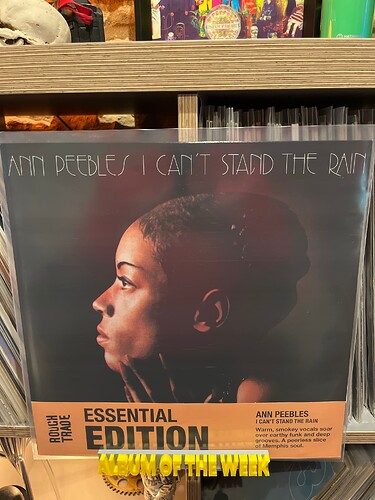 ANN PEEBLES I CAN'T STAND THE RAIN
ROUGH
TRADE
ESSENTIAL
EDITION
ANN PEEBLES
I CAN'T STAND THE RAIN
Warm, smokey vocals soar
over earthy funk and deep
grooves. A peerless slice
of Memphis soul.
ALBUM OF THE WEEK